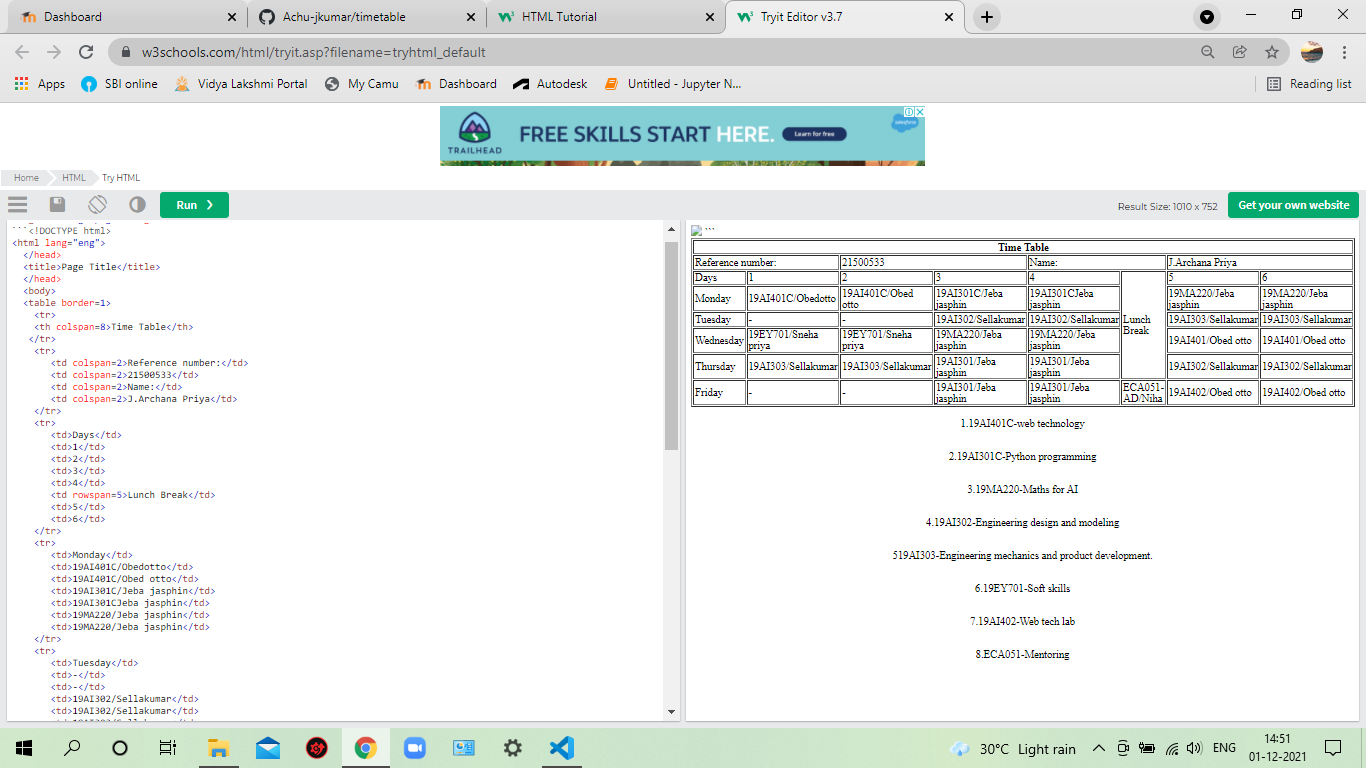 Dashboard
Achu-jkumar/timetable
HTML Tutorial
Tryit Editor v3.7
w3schools.com/html/tryit.asp?filename=tryhtml_default
Apps
SBI online
Vidya Lakshmi Portal
My Camu
Dashboard
Autodesk
Untitled - Jupyter N...
Reading list
TRAILHEAD
FREE SKILLS START HERE.
Learn for free
salesforce
Home
HTML
Try HTML
Run ❯
Result Size: 1010 x 752
Get your own website
```<!DOCTYPE html>
<html lang="eng">
</head>
<title>Page Title</title>
</head>
<body>
<table border=1>
<tr>
<th colspan=8>Time Table</th>
</tr>
<tr>
<td colspan=2>Reference number:</td>
<td colspan=2>21500533</td>
<td colspan=2>Name:</td>
<td colspan=2>J.Archana Priya</td>
</tr>
<tr>
<td>Days</td>
<td>1</td>
<td>2</td>
<td>3</td>
<td>4</td>
<td rowspan=5>Lunch Break</td>
<td>5</td>
<td>6</td>
</tr>
<tr>
<td>Monday</td>
<td>19AI401C/Obedotto</td>
<td>19AI401C/Obed otto</td>
<td>19AI301C/Jeba jasphin</td>
<td>19AI301CJeba jasphin</td>
<td>19MA220/Jeba jasphin</td>
<td>19MA220/Jeba jasphin</td>
</tr>
<tr>
<td>Tuesday</td>
<td>-</td>
<td>-</td>
<td>19AI302/Sellakumar</td>
<td>19AI302/Sellakumar</td>
```
Time Table
Reference number: 21500533 Name: J.Archana Priya
Days 1 2 3 4 Lunch Break 5 6
Monday 19AI401C/Obedotto 19AI401C/Obed otto 19AI301C/Jeba jasphin 19AI301CJeba jasphin 19MA220/Jeba jasphin 19MA220/Jeba jasphin
Tuesday - - 19AI302/Sellakumar 19AI302/Sellakumar 19AI303/Sellakumar 19AI303/Sellakumar
Wednesday 19EY701/Sneha priya 19EY701/Sneha priya 19MA220/Jeba jasphin 19MA220/Jeba jasphin 19AI401/Obed otto 19AI401/Obed otto
Thursday 19AI303/Sellakumar 19AI303/Sellakumar 19AI301/Jeba jasphin 19AI301/Jeba jasphin 19AI302/Sellakumar 19AI302/Sellakumar
Friday - - 19AI301/Jeba jasphin 19AI301/Jeba jasphin ECA051-AD/Niha 19AI402/Obed otto 19AI402/Obed otto
1.19AI401C-web technology
2.19AI301C-Python programming
3.19MA220-Maths for AI
4.19AI302-Engineering design and modeling
519AI303-Engineering mechanics and product development.
6.19EY701-Soft skills
7.19AI402-Web tech lab
8.ECA051-Mentoring
30°C Light rain
ENG
14:51
01-12-2021